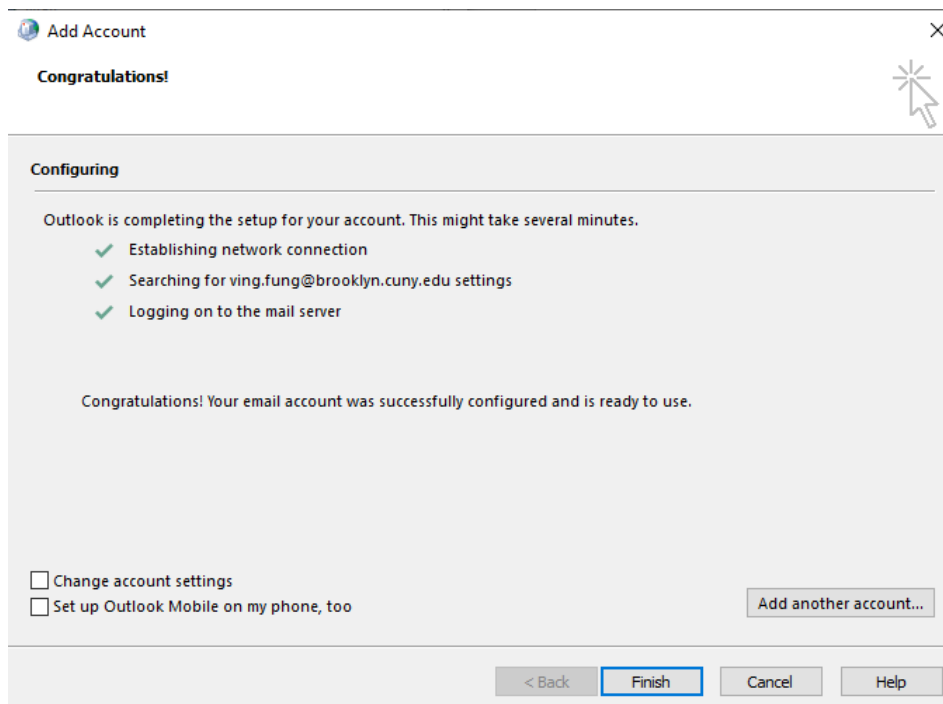 Add Account
Congratulations!
Configuring
Outlook is completing the setup for your account. This might take several minutes.
Establishing network connection
Searching for ving.fung@brooklyn.cuny.edu settings
Logging on to the mail server
Congratulations! Your email account was successfully configured and is ready to use.
Change account settings
Set up Outlook Mobile on my phone, too
Add another account...
< Back
Finish
Cancel
Help